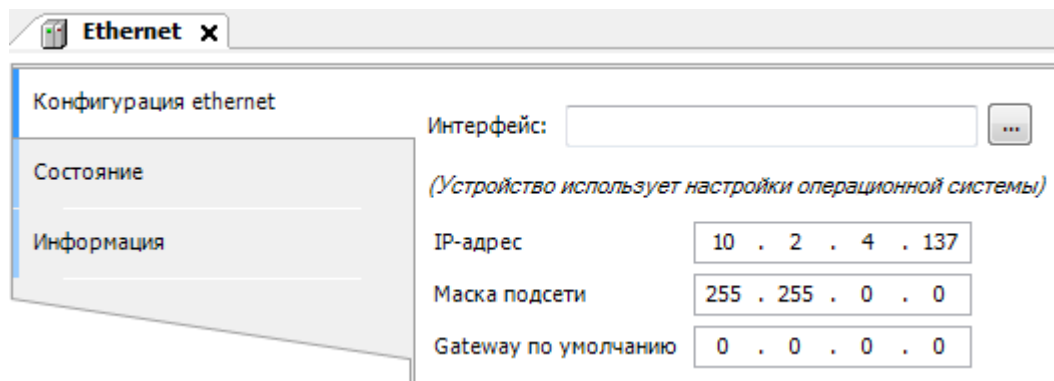 Ethernet x
Конфигурация ethernet
Состояние
Информация
Интерфейс: ...
(Устройство использует настройки операционной системы)
IP-адрес 10 . 2 . 4 . 137
Маска подсети 255 . 255 . 0 . 0
Gateway по умолчанию 0 . 0 . 0 . 0